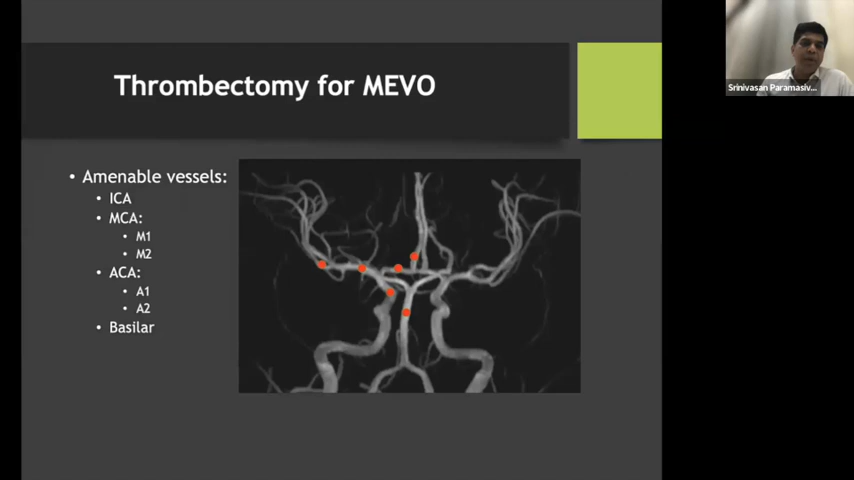 Thrombectomy for MEVO
Srinivasan Paramasiv...
• Amenable vessels:
• ICA
• MCA:
• M1
• M2
• ACA:
• A1
• A2
• Basilar